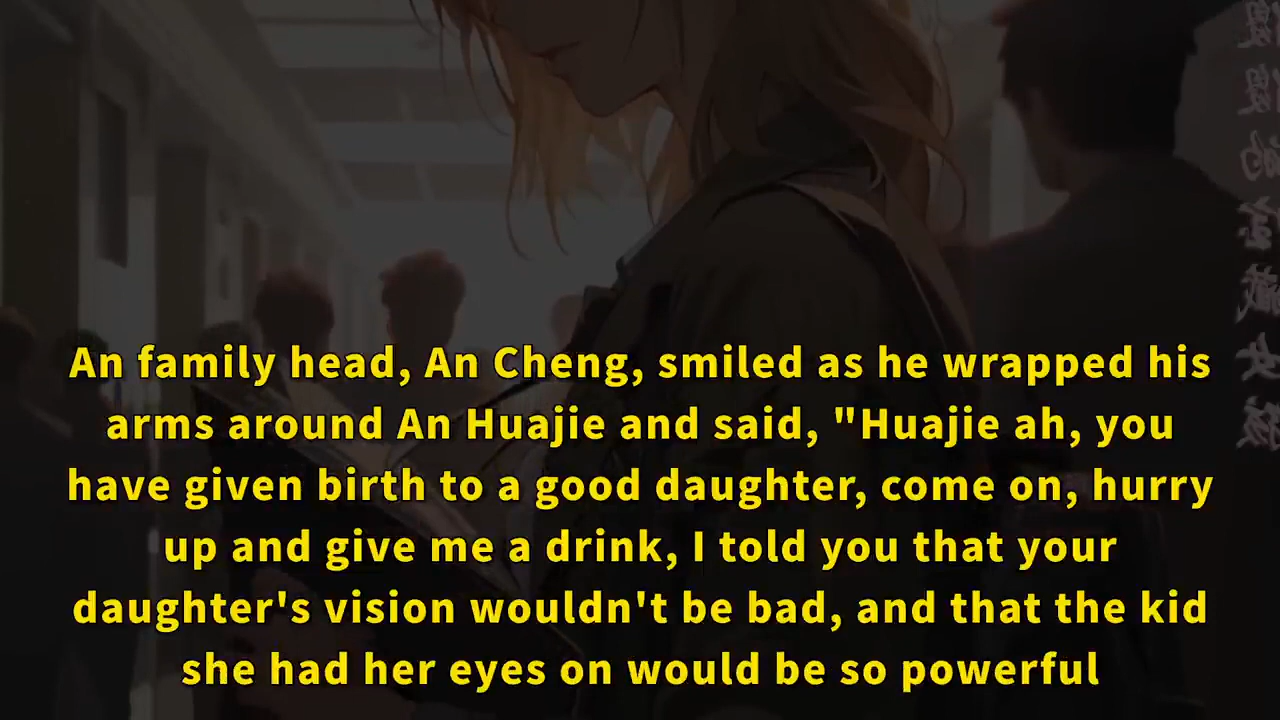 An family head, An Cheng, smiled as he wrapped his
arms around An Huajie and said, "Huajie ah, you
have given birth to a good daughter, come on, hurry
up and give me a drink, I told you that your
daughter's vision wouldn't be bad, and that the kid
she had her eyes on would be so powerful